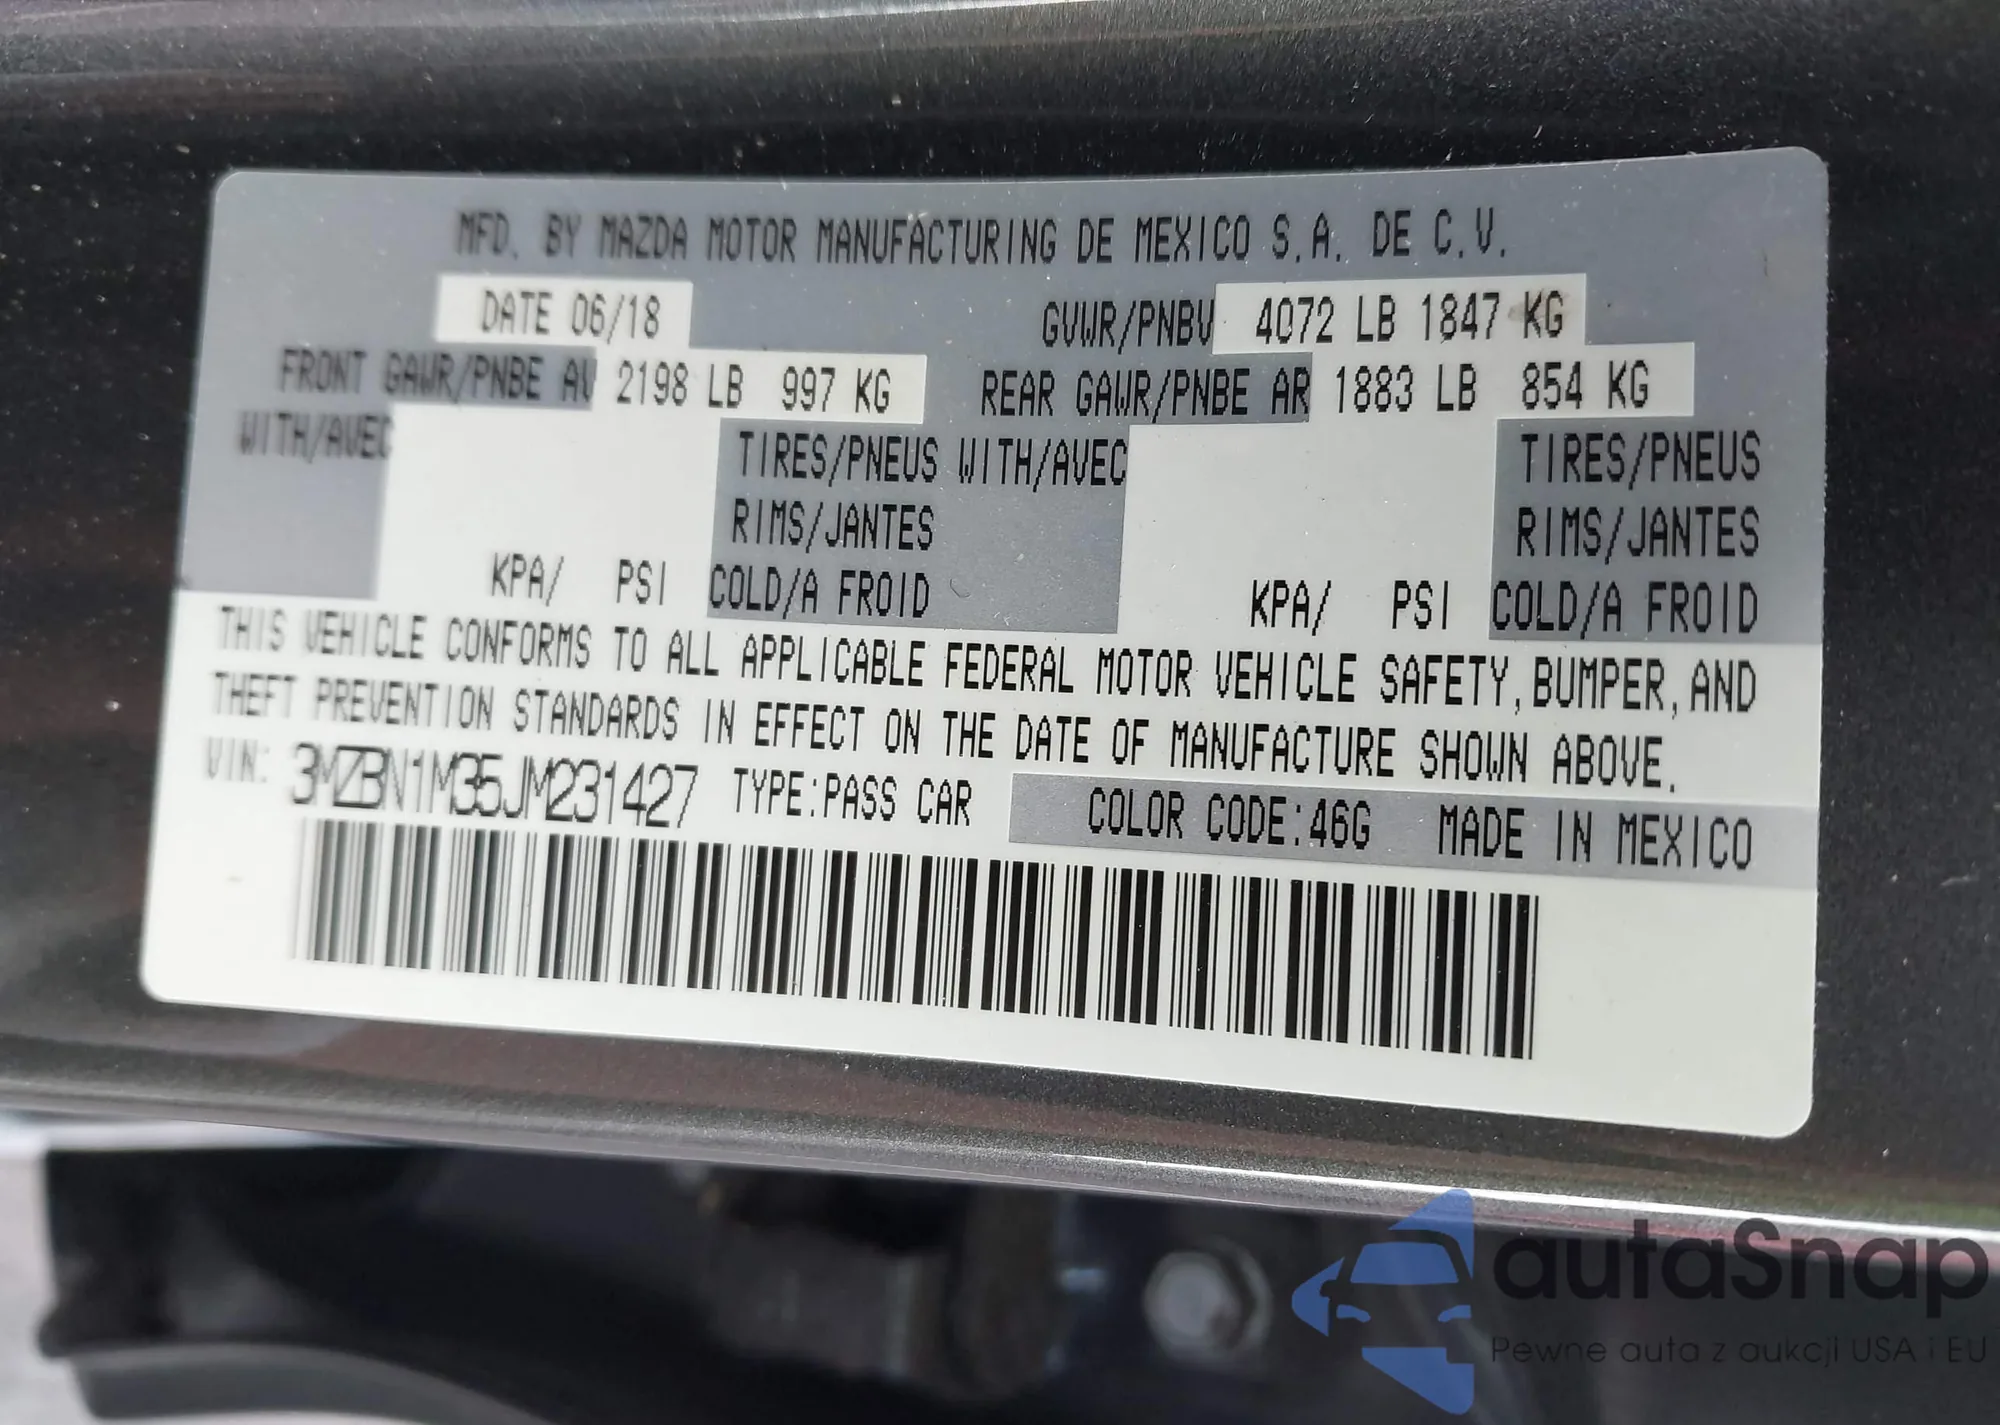 MFD. BY MAZDA MOTOR MANUFACTURING DE MEXICO S.A. DE C.V.
DATE 06/18 GVWR/PNBV 4072 LB 1847 KG
FRONT GAWR/PNBE AV 2198 LB 997 KG REAR GAWR/PNBE AR 1883 LB 854 KG
WITH/AVEC TIRES/PNEUS WITH/AVEC TIRES/PNEUS
RIMS/JANTES RIMS/JANTES
KPA/ PSI COLD/A FROID KPA/ PSI COLD/A FROID
THIS VEHICLE CONFORMS TO ALL APPLICABLE FEDERAL MOTOR VEHICLE SAFETY, BUMPER, AND
THEFT PREVENTION STANDARDS IN EFFECT ON THE DATE OF MANUFACTURE SHOWN ABOVE.
VIN: 3MZBN1M35JM231427 TYPE:PASS CAR COLOR CODE:46G MADE IN MEXICO
autaSnap
Pewne auta z aukcji USA i EU